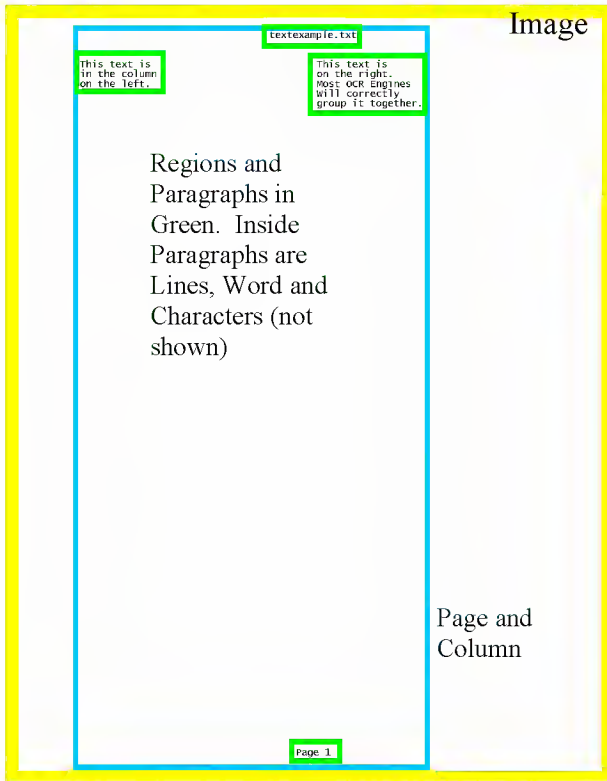 Image
textexample.txt
This text is
in the column
on the left.
This text is
on the right.
Most OCR Engines
Will correctly
group it together.
Regions and
Paragraphs in
Green.  Inside
Paragraphs are
Lines, Word and
Characters (not
shown)
Page and
Column
Page 1